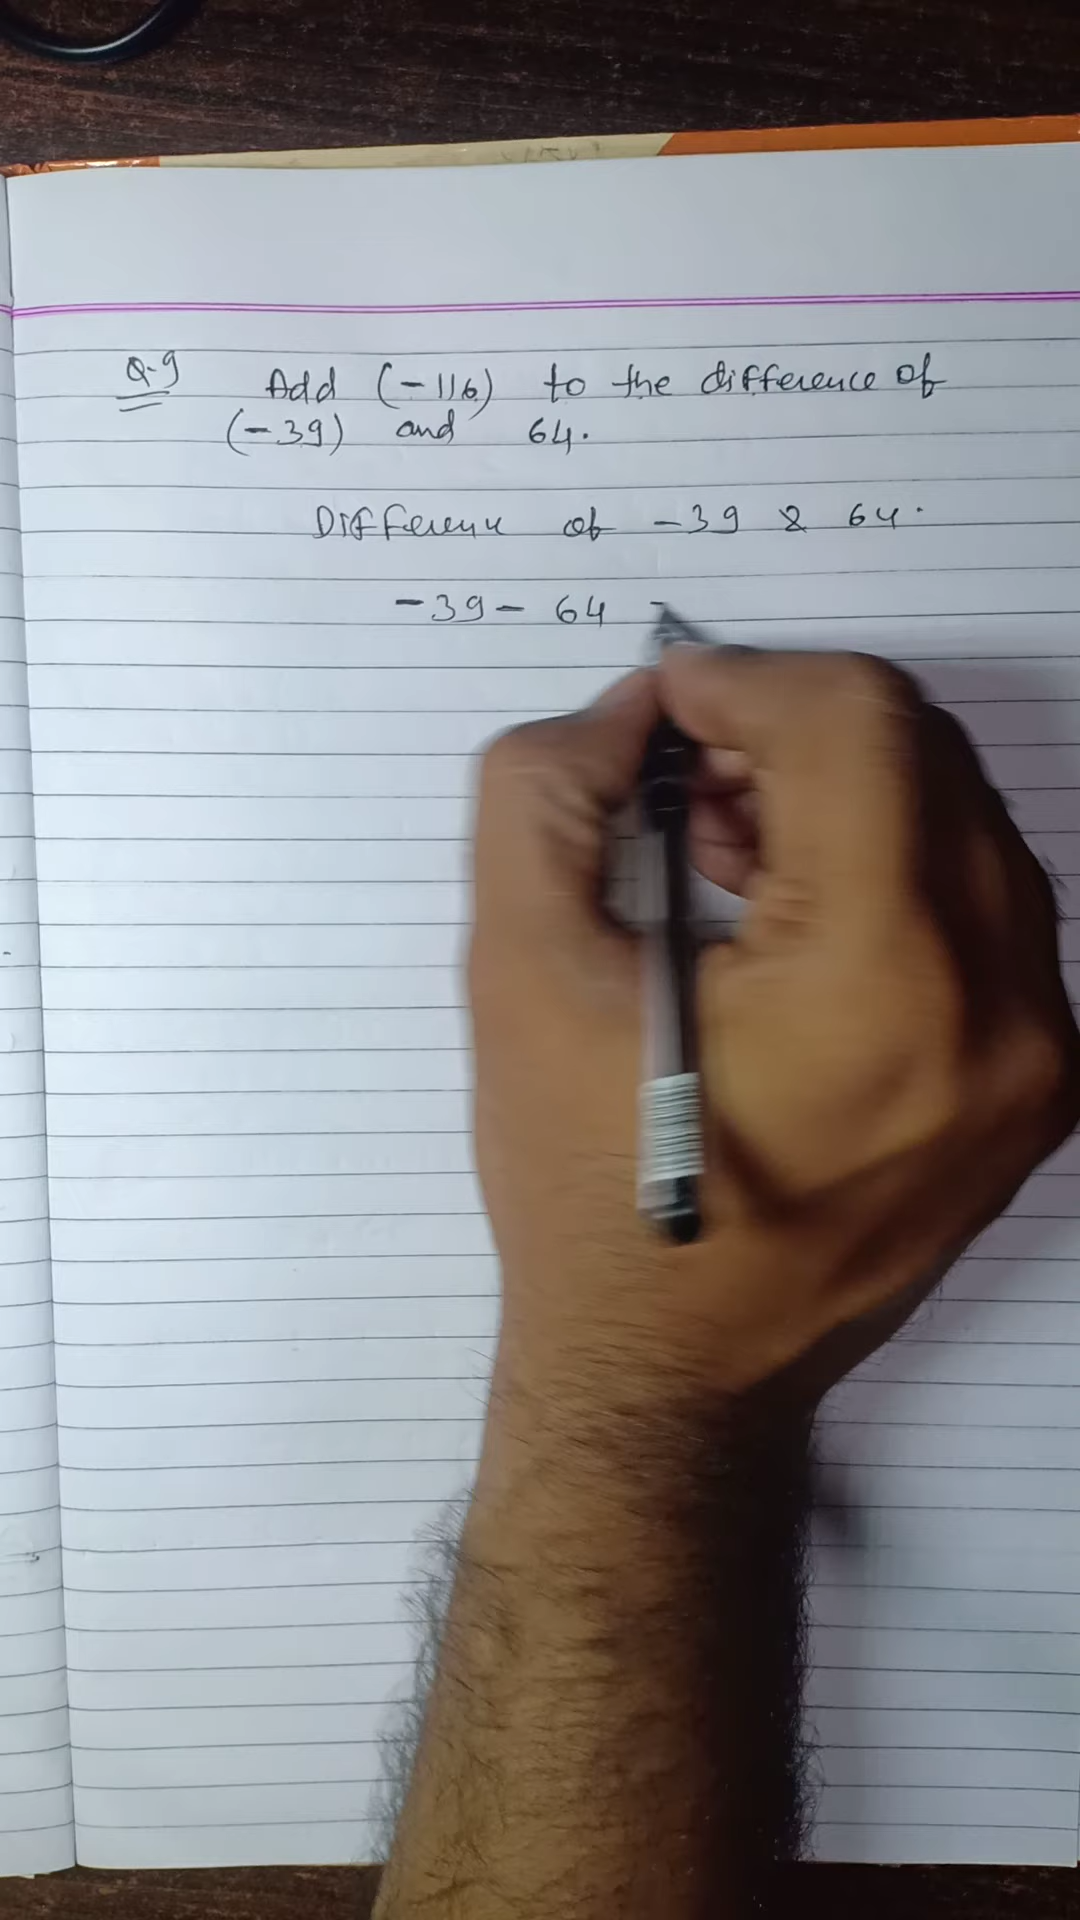 Q-9 Add (-116) to the difference of
(-39) and 64.
Difference of -39 & 64.
-39 - 64